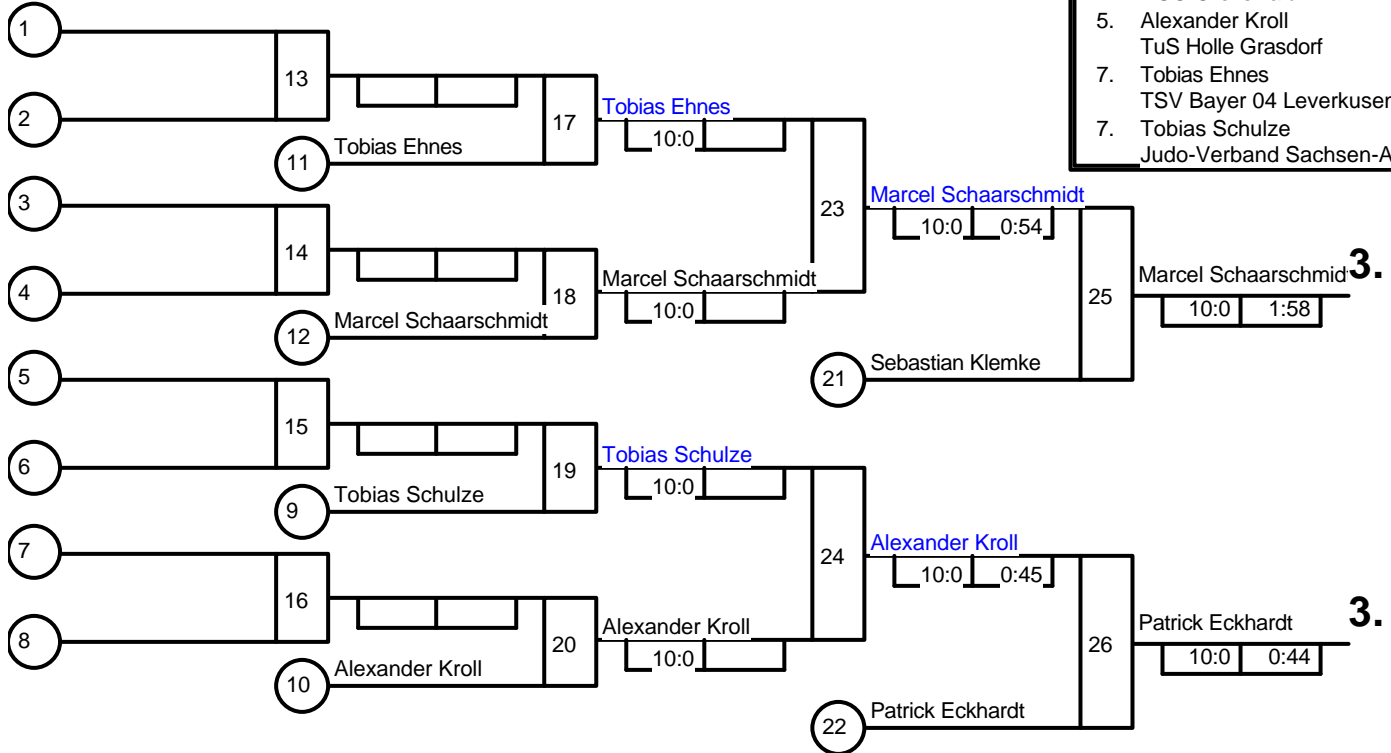 5. Alexander Kroll
TuS Holle Grasdorf
7. Tobias Ehnes
TSV Bayer 04 Leverkusen
7. Tobias Schulze
Judo-Verband Sachsen-A
1
13
2
17
Tobias Ehnes
10:0
11
Tobias Ehnes
3
23
Marcel Schaarschmidt
10:0 0:54
14
4
18
Marcel Schaarschmidt
10:0
12
Marcel Schaarschmidt
25
Marcel Schaarschmid
3.
10:0 1:58
5
21
Sebastian Klemke
15
6
19
Tobias Schulze
10:0
9
Tobias Schulze
7
24
Alexander Kroll
10:0 0:45
16
8
20
Alexander Kroll
10:0
10
Alexander Kroll
26
Patrick Eckhardt
3.
10:0 0:44
22
Patrick Eckhardt